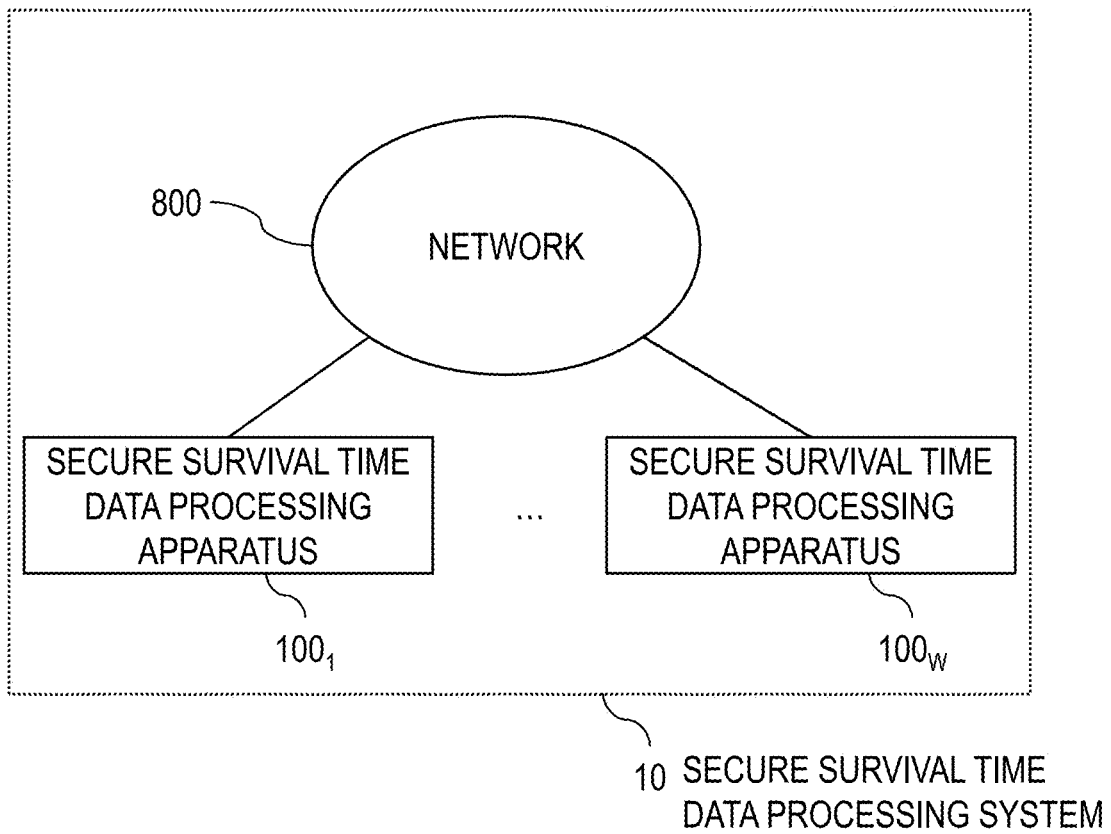 800
NETWORK
SECURE SURVIVAL TIME
DATA PROCESSING
APPARATUS
...
SECURE SURVIVAL TIME
DATA PROCESSING
APPARATUS
100₁
100W
10 SECURE SURVIVAL TIME
DATA PROCESSING SYSTEM